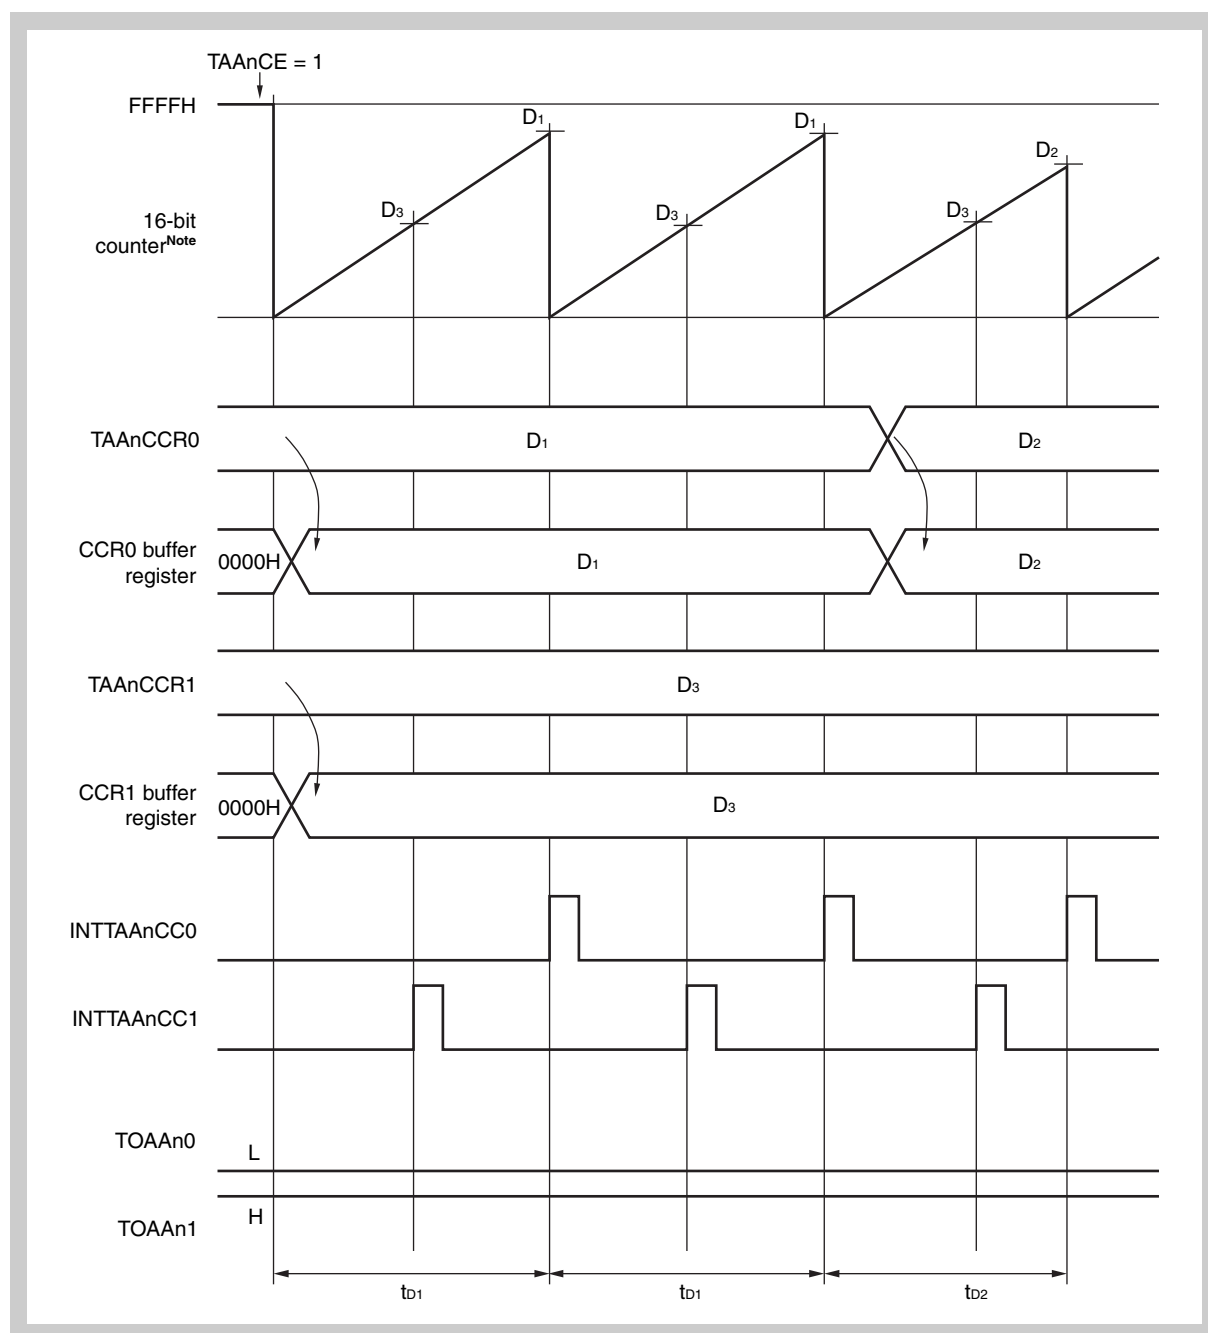 TAAnCE = 1
FFFFH
D1
D1
D2
D3
D3
D3
16-bit
counterNote
TAAnCCR0
D1
D2
CCR0 buffer
register
0000H
D1
D2
TAAnCCR1
D3
CCR1 buffer
register
0000H
D3
INTTAAnCC0
INTTAAnCC1
TOAAn0
L
H
TOAAn1
tD1
tD1
tD2